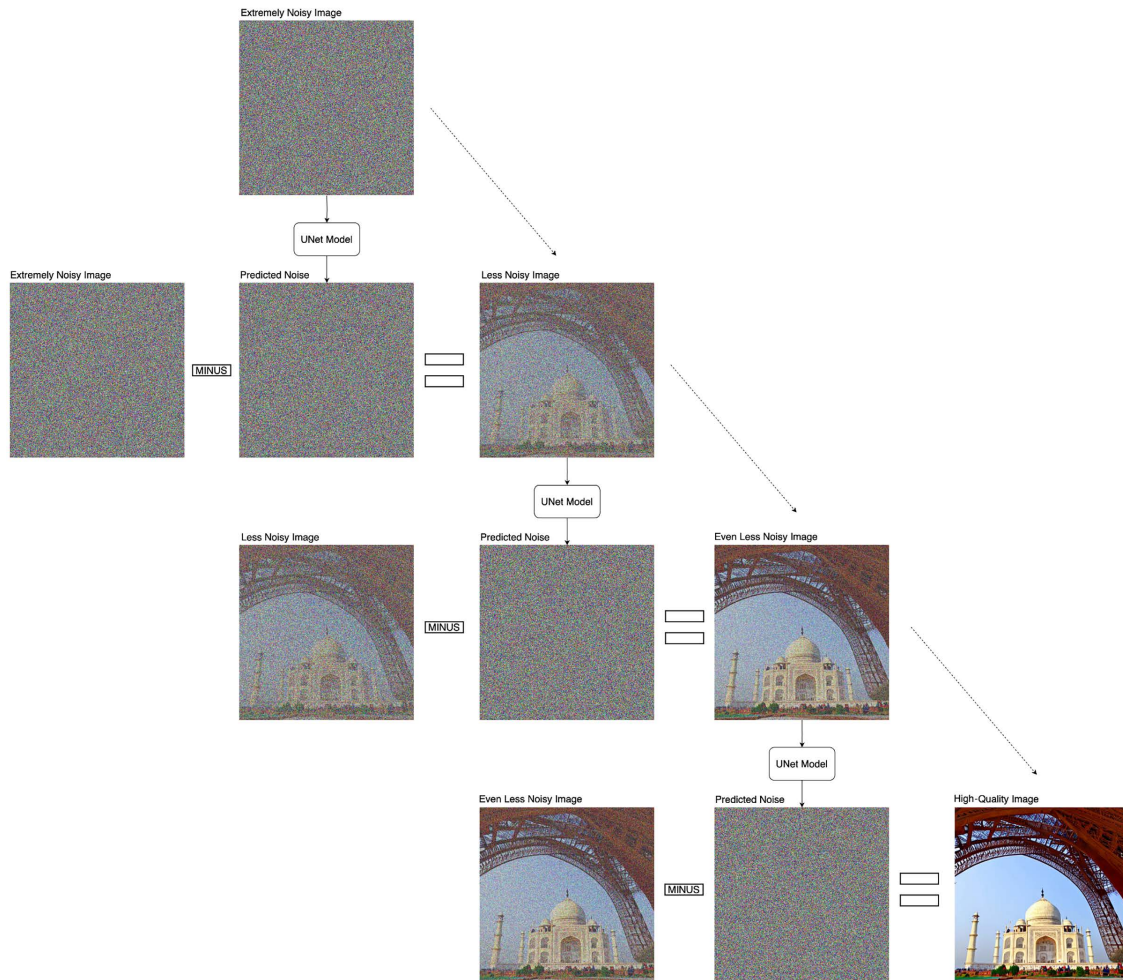 Extremely Noisy Image
UNet Model
Extremely Noisy Image
Predicted Noise
Less Noisy Image
MINUS
UNet Model
Less Noisy Image
Predicted Noise
Even Less Noisy Image
MINUS
UNet Model
Even Less Noisy Image
Predicted Noise
High-Quality Image
MINUS